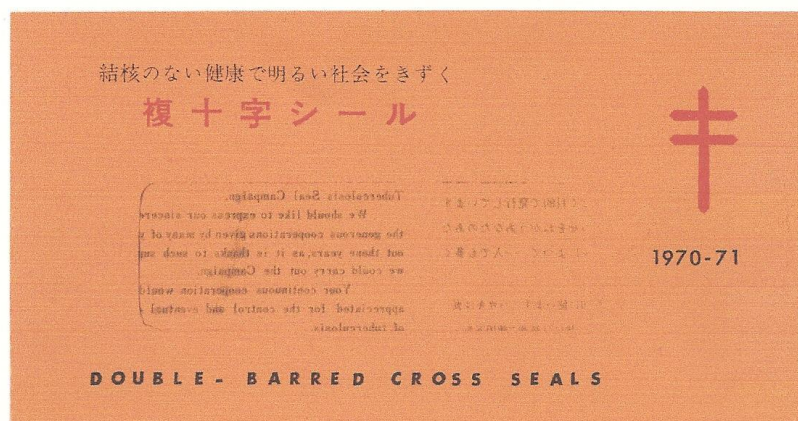 結核のない健康で明るい社会をきずく
複十字シール
1970-71
Tuberculosis Seal Campaign.
We should like to express our sincere
the generous cooperations given by many of
out these years, as it is thanks to such
we could carry out the Campaign.
Your continuous cooperation would
appreciated for the control and eventual
of tuberculosis.
DOUBLE- BARRED CROSS SEALS